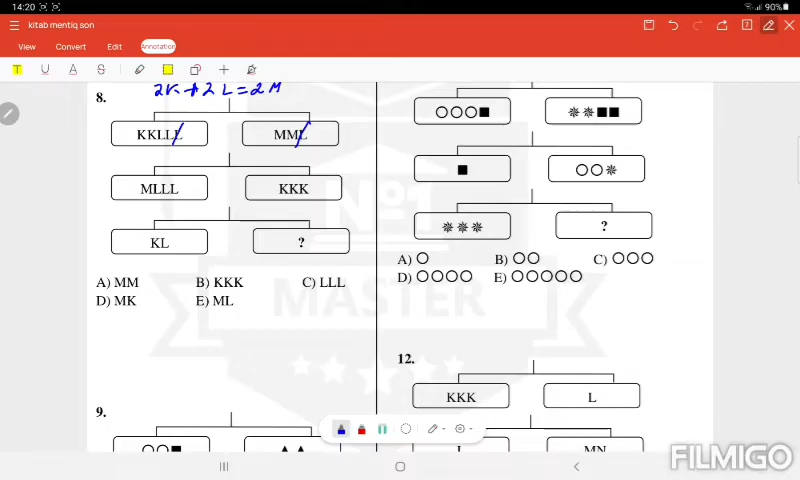 14:20
90%
kitab mentiq son
View
Convert
Edit
Annotation
2K+2L=2M
8.
KKLLL
MML
MLLL
KKK
KL
?
A) MM
B) KKK
C) LLL
D) MK
E) ML
9.
?
A)
B)
C)
D)
E)
12.
KKK
L
MN
Nº1
MASTER
FILMIGO